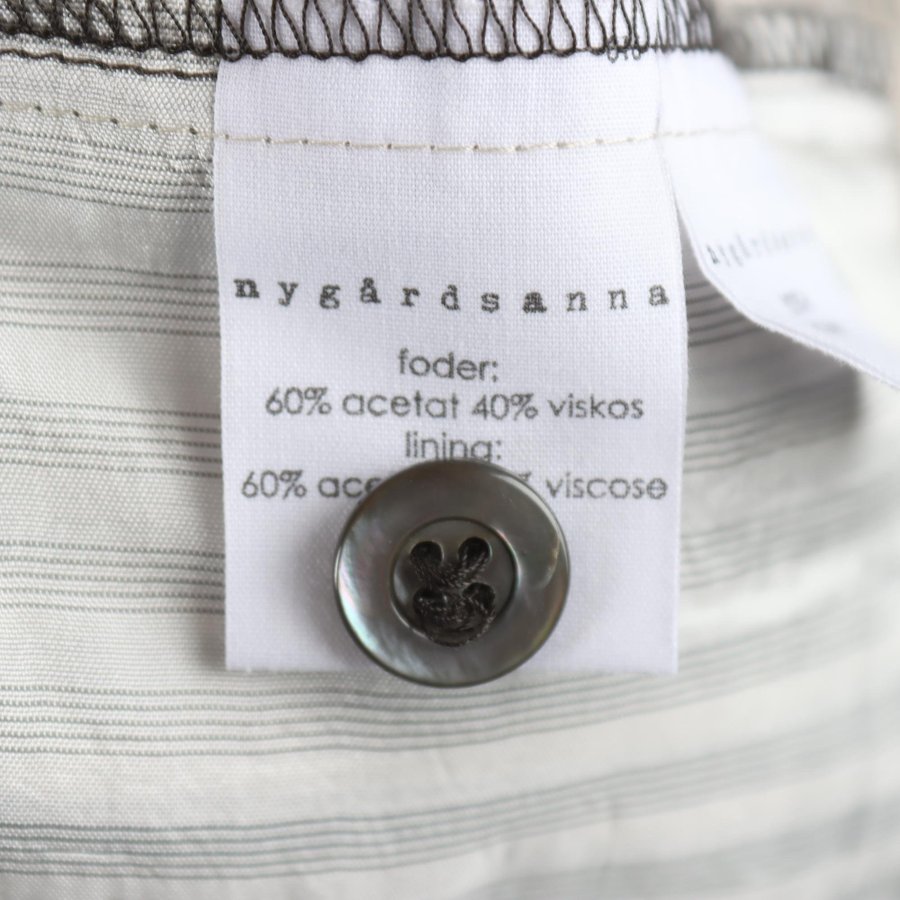 nygårdsanna
foder:
60% acetat 40% viskos
lining:
60% ace viscose